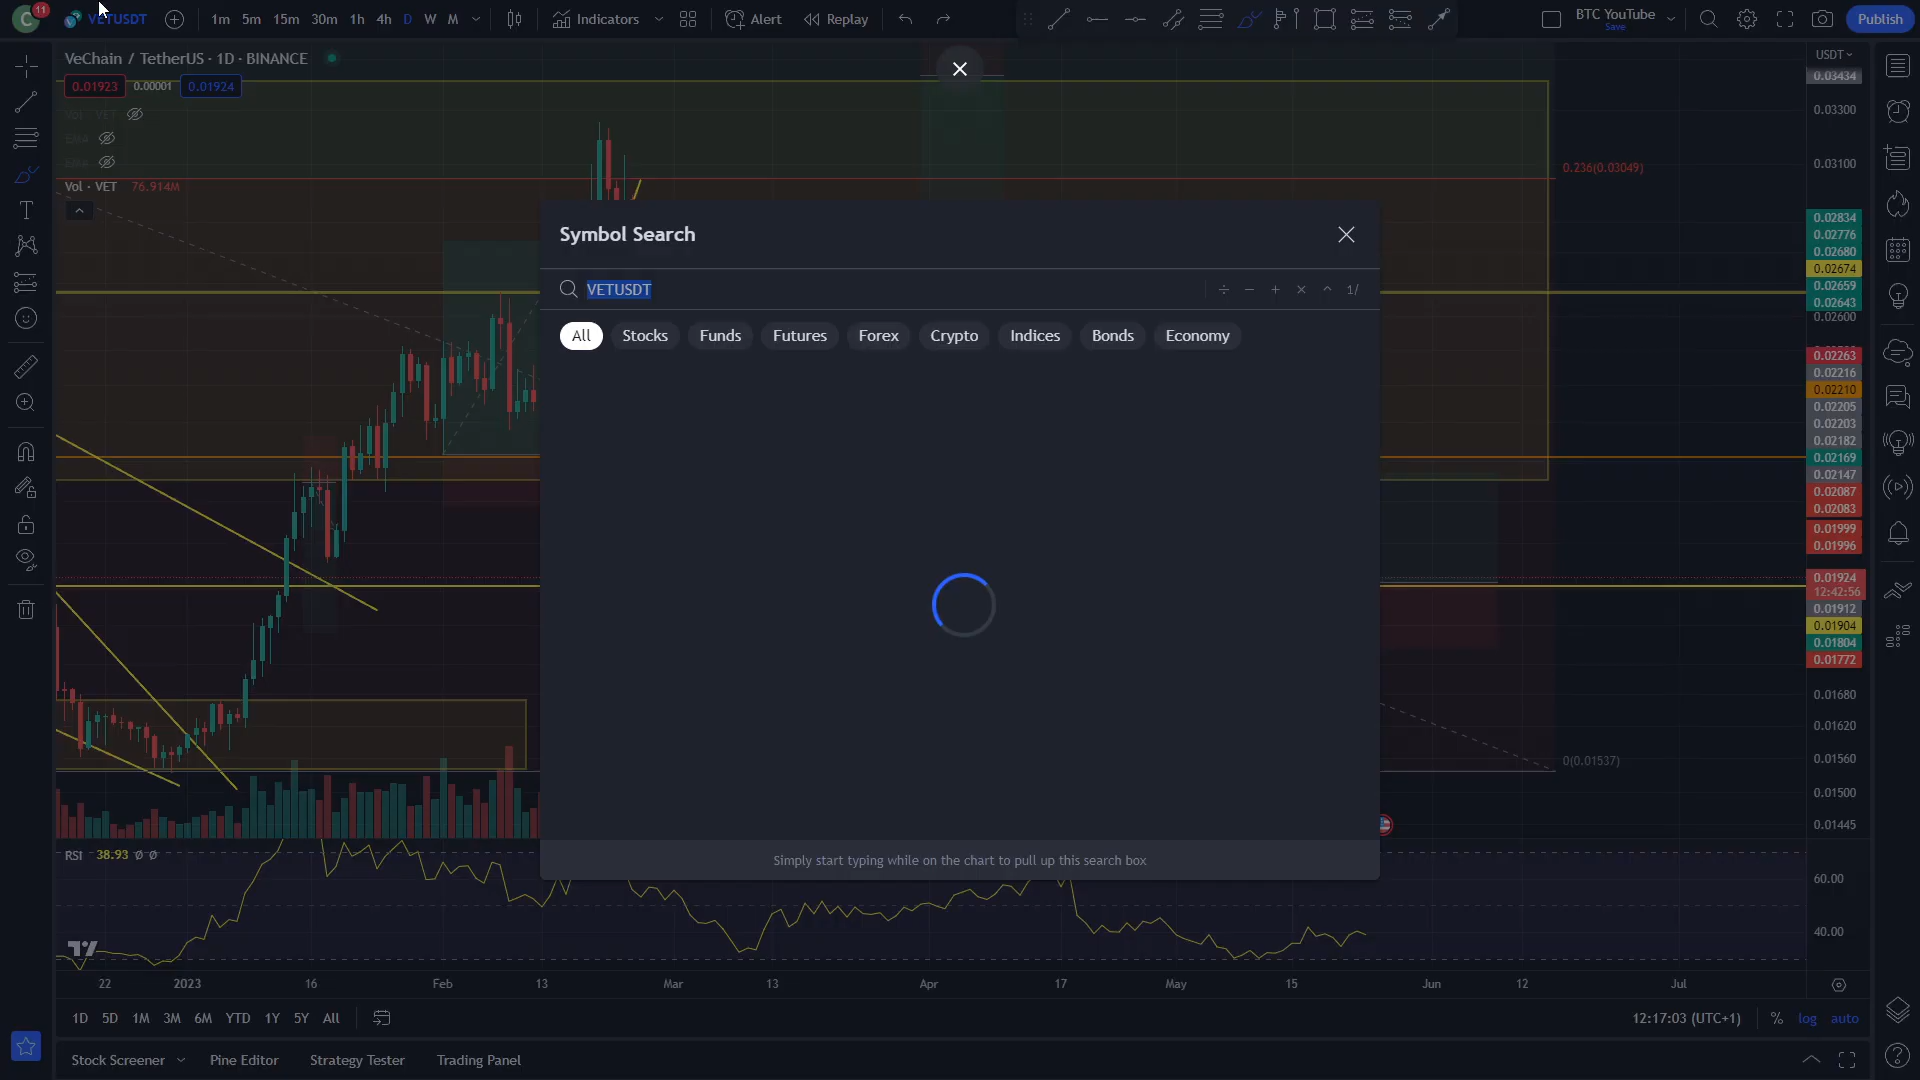 C 11 VETUSDT 1m 5m 15m 30m 1h 4h D W M Indicators Alert Replay BTC YouTube Save Publish
VeChain / TetherUS · 1D · BINANCE
0.01923 0.00001 0.01924
Vol · VET
EMA
EMA
Vol · VET 76.914M
Symbol Search
VETUSDT
÷ − + × ^ 1/
All Stocks Funds Futures Forex Crypto Indices Bonds Economy
Simply start typing while on the chart to pull up this search box
0.236(0.03049)
0(0.01537)
USDT
0.03434
0.03300
0.03100
0.02834
0.02776
0.02680
0.02674
0.02659
0.02643
0.02600
0.02263
0.02216
0.02210
0.02205
0.02203
0.02182
0.02169
0.02147
0.02087
0.02083
0.01999
0.01996
0.01924
12:42:56
0.01912
0.01904
0.01804
0.01772
0.01680
0.01620
0.01560
0.01500
0.01445
RSI 38.93 Ø Ø
60.00
40.00
22 2023 16 Feb 13 Mar 13 Apr 17 May 15 Jun 12 Jul
1D 5D 1M 3M 6M YTD 1Y 5Y All
12:17:03 (UTC+1) % log auto
Stock Screener Pine Editor Strategy Tester Trading Panel